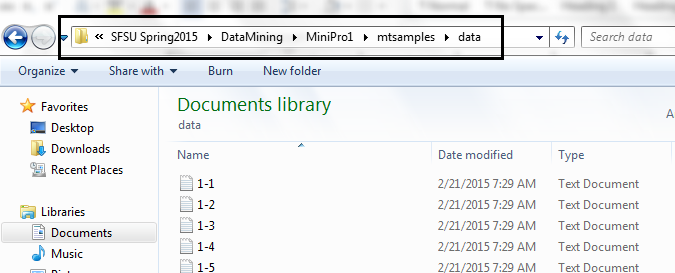 SFSU Spring2015 DataMining MiniPro1 mtsamples data Search data
Organize Share with Burn New folder
Favorites
Desktop
Downloads
Recent Places
Libraries
Documents
Music
Documents library
data
A
Name Date modified Type
1-1 2/21/2015 7:29 AM Text Document
1-2 2/21/2015 7:29 AM Text Document
1-3 2/21/2015 7:29 AM Text Document
1-4 2/21/2015 7:29 AM Text Document
1-5 2/21/2015 7:29 AM Text Document